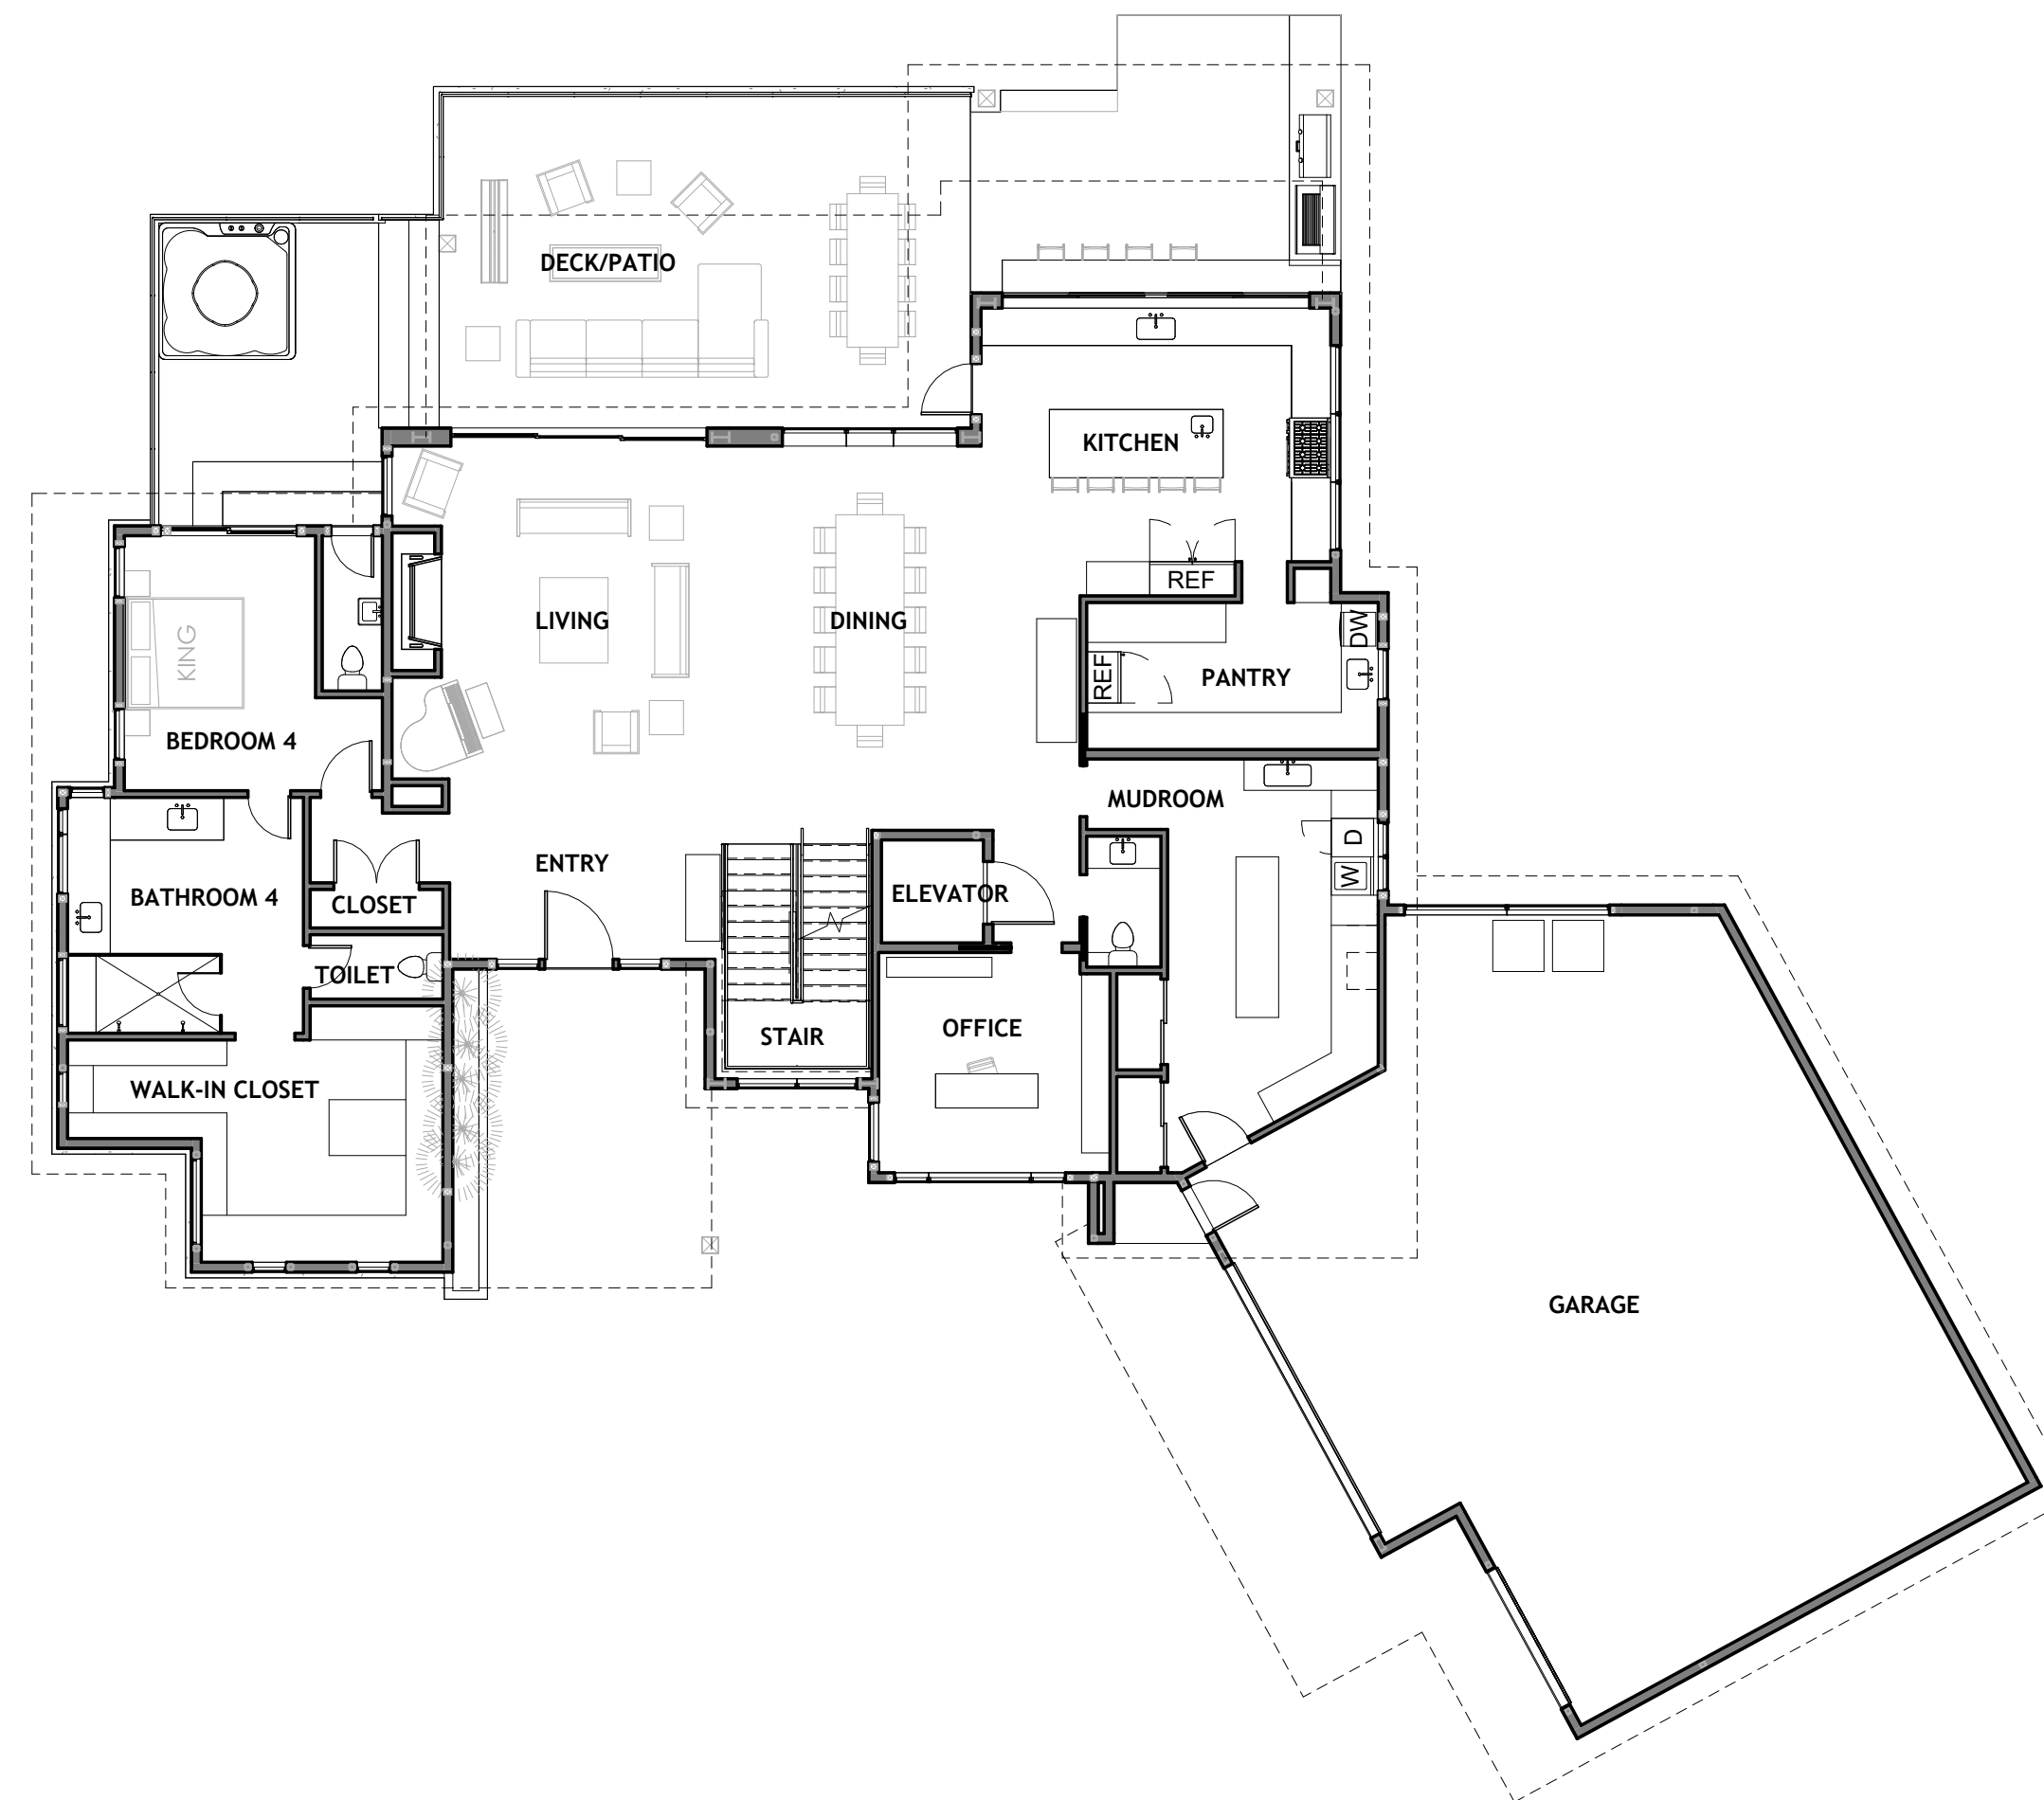 DECK/PATIO
KITCHEN
REF
KING
LIVING
DINING
DW
REF
PANTRY
BEDROOM 4
MUDROOM
D
W
ENTRY
BATHROOM 4
CLOSET
ELEVATOR
TOILET
STAIR
OFFICE
WALK-IN CLOSET
GARAGE